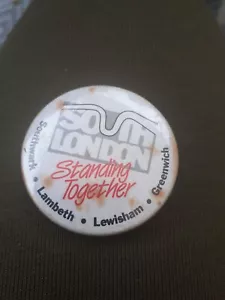 SOUTH
LONDON
Standing
Together
Southwark • Lambeth • Lewisham • Greenwich